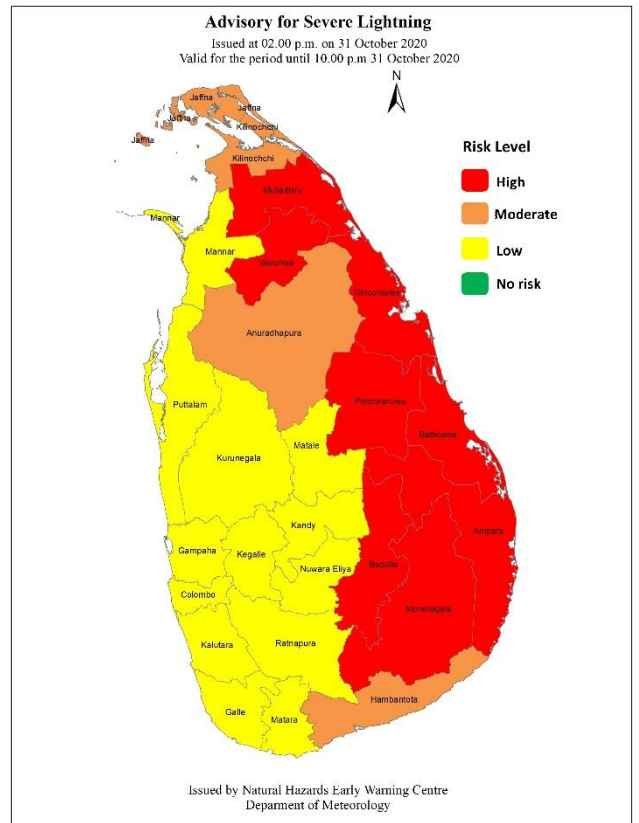 Advisory for Severe Lightning
Issued at 02.00 p.m. on 31 October 2020
Valid for the period until 10.00 p.m 31 October 2020
N
Jaffna
Jaffna
Jaffna
Kilinochchi
Jaffna
Kilinochchi
Risk Level
High
Moderate
Low
No risk
Mullaitivu
Mannar
Mannar
Vavuniya
Trincomalee
Anuradhapura
Puttalam
Polonnaruwa
Batticaloa
Matale
Kurunegala
Kandy
Ampara
Gampaha
Kegalle
Nuwara Eliya
Badulla
Colombo
Moneragala
Kalutara
Ratnapura
Hambantota
Galle
Matara
Issued by Natural Hazards Early Warning Centre
Deparment of Meteorology